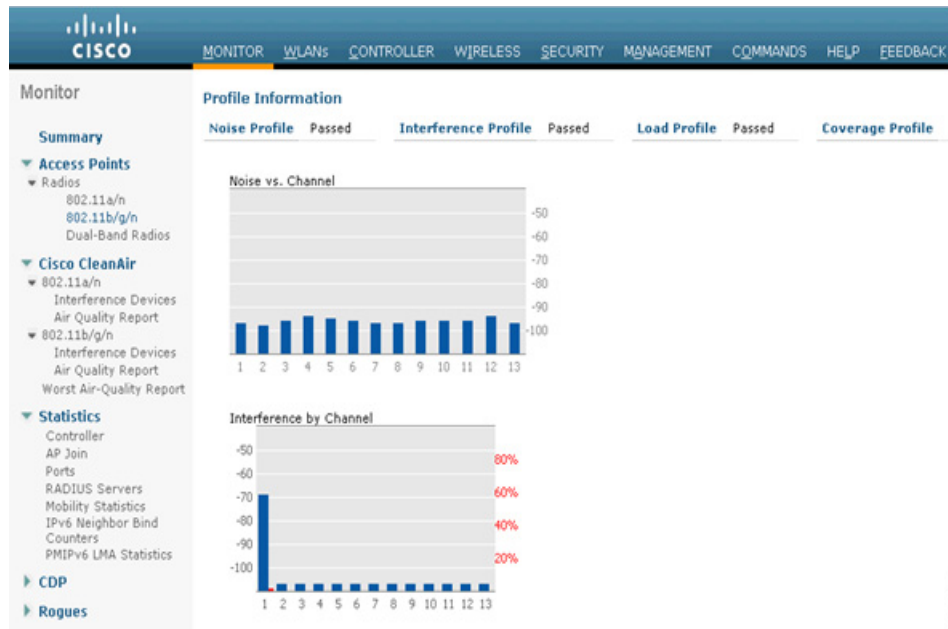 CISCO
MONITOR WLANs CONTROLLER WIRELESS SECURITY MANAGEMENT COMMANDS HELP FEEDBACK
Monitor
Summary
Access Points
Radios
802.11a/n
802.11b/g/n
Dual-Band Radios
Cisco CleanAir
802.11a/n
Interference Devices
Air Quality Report
802.11b/g/n
Interference Devices
Air Quality Report
Worst Air-Quality Report
Statistics
Controller
AP Join
Ports
RADIUS Servers
Mobility Statistics
IPv6 Neighbor Bind
Counters
PMIPv6 LMA Statistics
CDP
Rogues
Profile Information
Noise Profile Passed Interference Profile Passed Load Profile Passed Coverage Profile
Noise vs. Channel
-50
-60
-70
-80
-90
-100
1 2 3 4 5 6 7 8 9 10 11 12 13
Interference by Channel
-50
-60
-70
-80
-90
-100
80%
60%
40%
20%
1 2 3 4 5 6 7 8 9 10 11 12 13